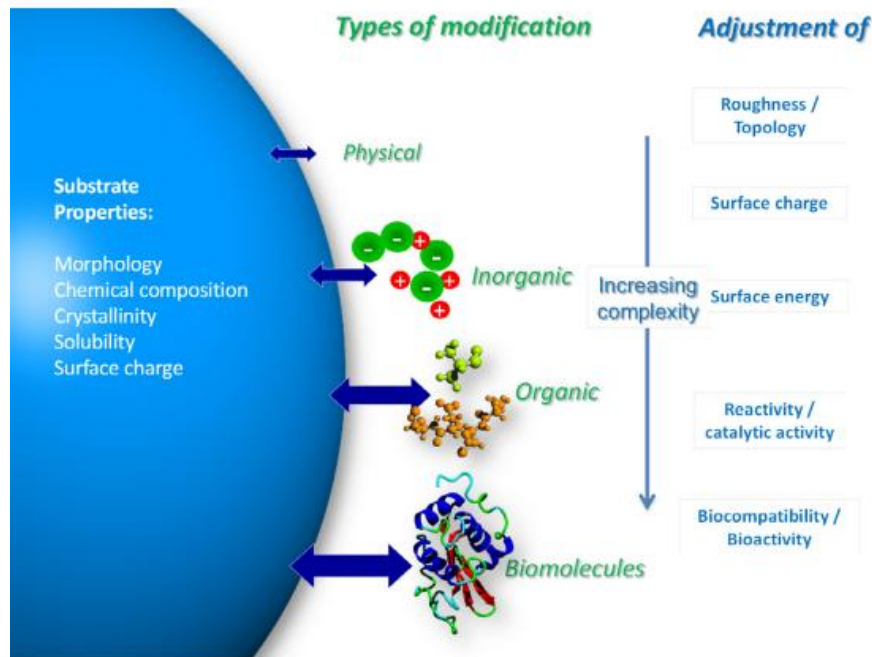 Types of modification
Adjustment of
Substrate
Properties:
Morphology
Chemical composition
Crystallinity
Solubility
Surface charge
Physical
Inorganic
Organic
Biomolecules
Increasing
complexity
Roughness /
Topology
Surface charge
Surface energy
Reactivity /
catalytic activity
Biocompatibility /
Bioactivity
- - + - + - + +